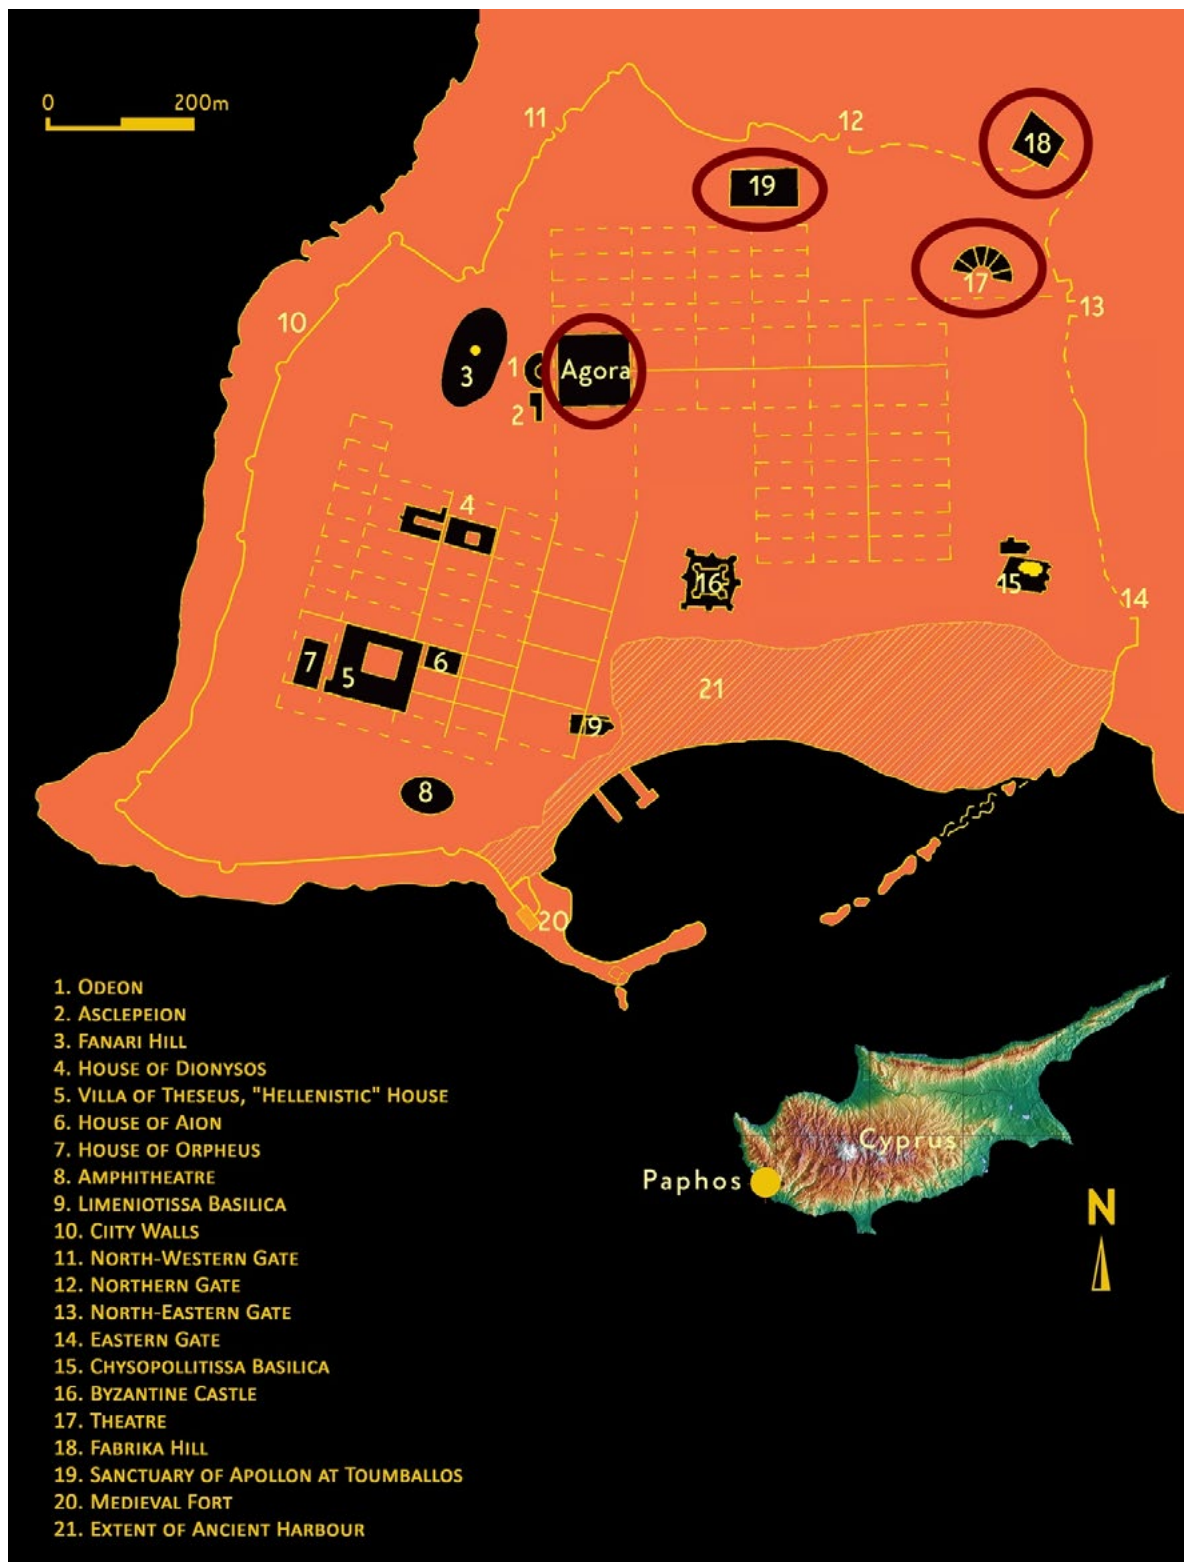 0 200m
11
12
18
19
17
13
10
1
Agora
3
2
4
16
15
14
7
5
6
21
9
8
20
1. ODEON
2. ASCLEPEION
3. FANARI HILL
4. HOUSE OF DIONYSOS
5. VILLA OF THESEUS, "HELLENISTIC" HOUSE
6. HOUSE OF AION
7. HOUSE OF ORPHEUS
8. AMPHITHEATRE
9. LIMENIOTISSA BASILICA
10. CIITY WALLS
11. NORTH-WESTERN GATE
12. NORTHERN GATE
13. NORTH-EASTERN GATE
14. EASTERN GATE
15. CHYSOPOLLITISSA BASILICA
16. BYZANTINE CASTLE
17. THEATRE
18. FABRIKA HILL
19. SANCTUARY OF APOLLON AT TOUMBALLOS
20. MEDIEVAL FORT
21. EXTENT OF ANCIENT HARBOUR
Cyprus
Paphos
N